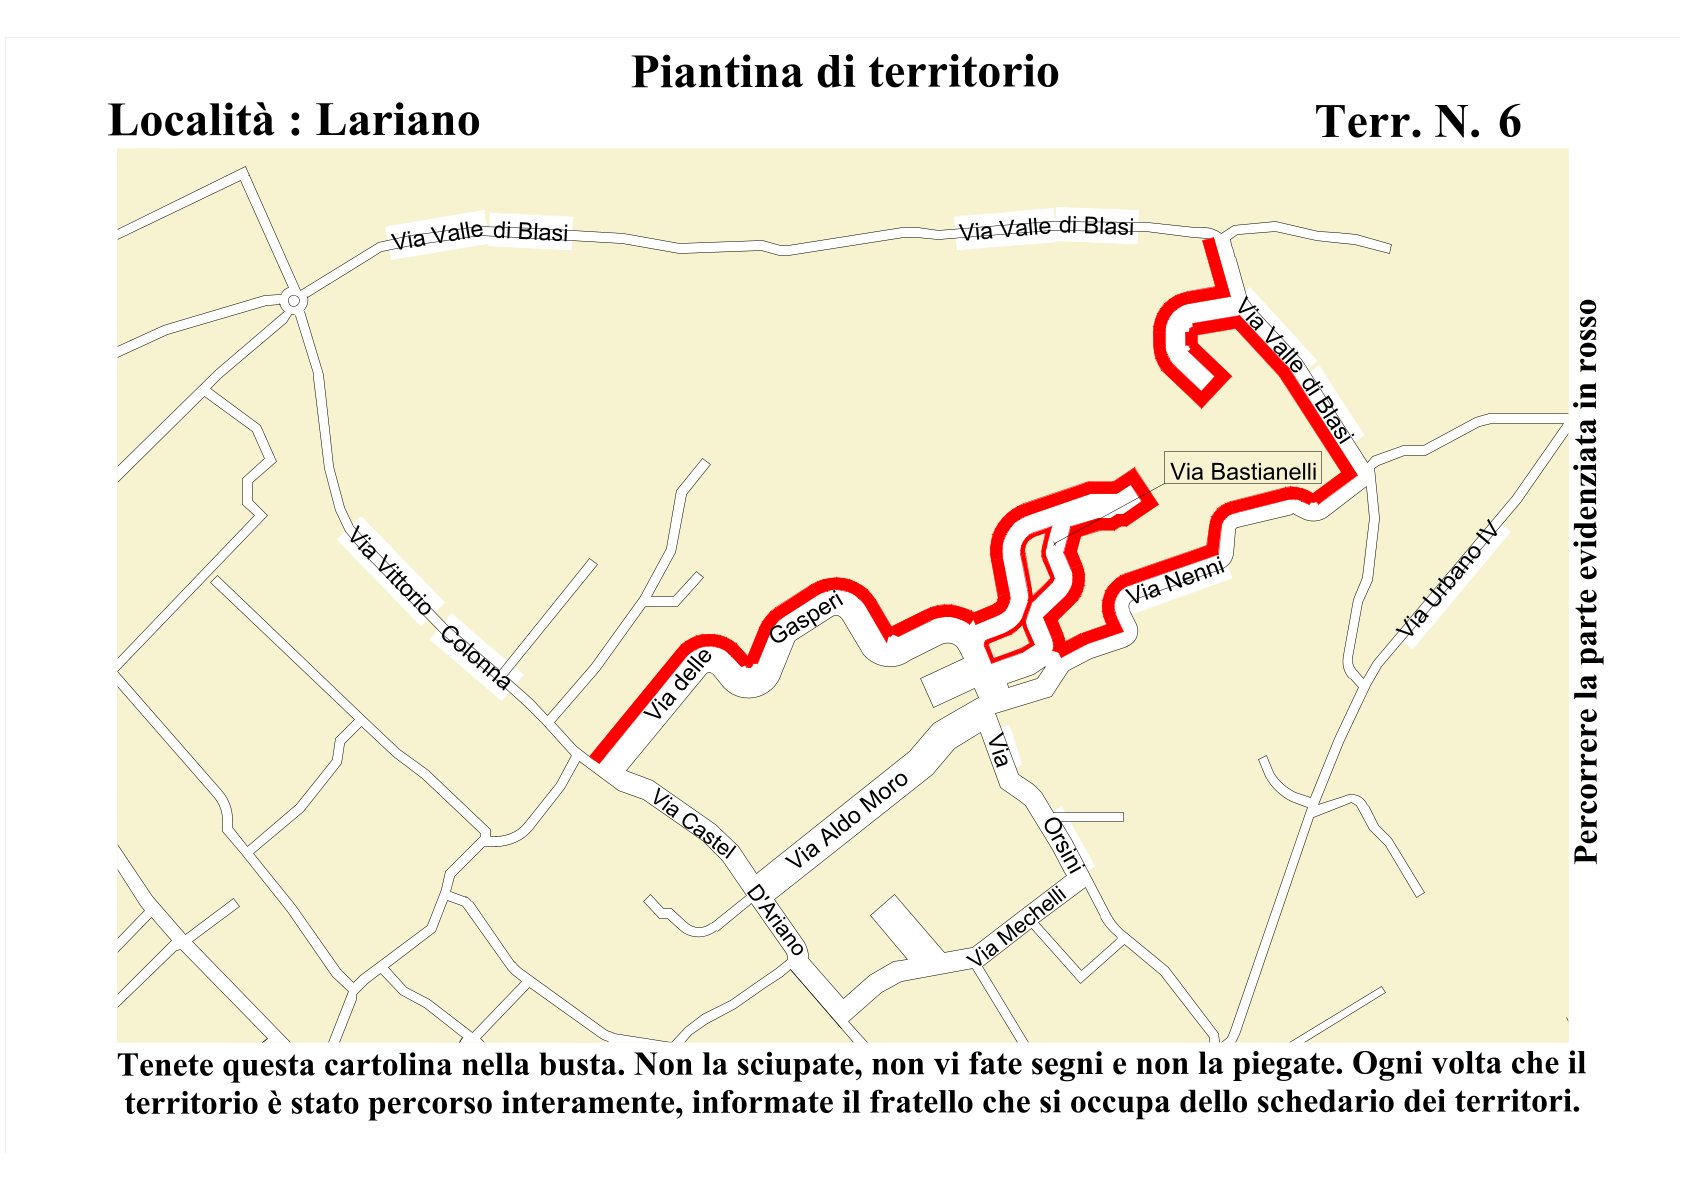 Piantina di territorio
Località : Lariano
Terr. N. 6
Via Valle di Blasi
Via Valle di Blasi
Via Valle di Blasi
Via Bastianelli
Via Nenni
Via Urbano IV
Via Vittorio Colonna
Via delle Gasperi
Via Castel D'Ariano
Via Aldo Moro
Via Orsini
Via Mechelli
Percorrere la parte evidenziata in rosso
Tenete questa cartolina nella busta. Non la sciupate, non vi fate segni e non la piegate. Ogni volta che il
territorio è stato percorso interamente, informate il fratello che si occupa dello schedario dei territori.